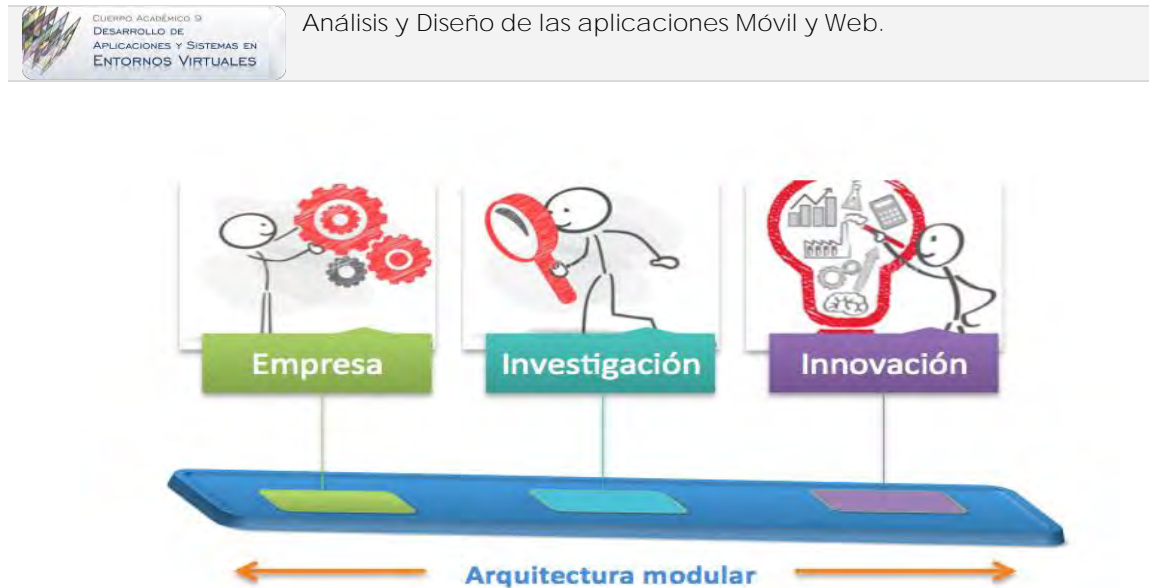 CUERPO ACADÉMICO 9
DESARROLLO DE
APLICACIONES Y SISTEMAS EN
ENTORNOS VIRTUALES
Análisis y Diseño de las aplicaciones Móvil y Web.
Empresa
Investigación
Innovación
Arquitectura modular